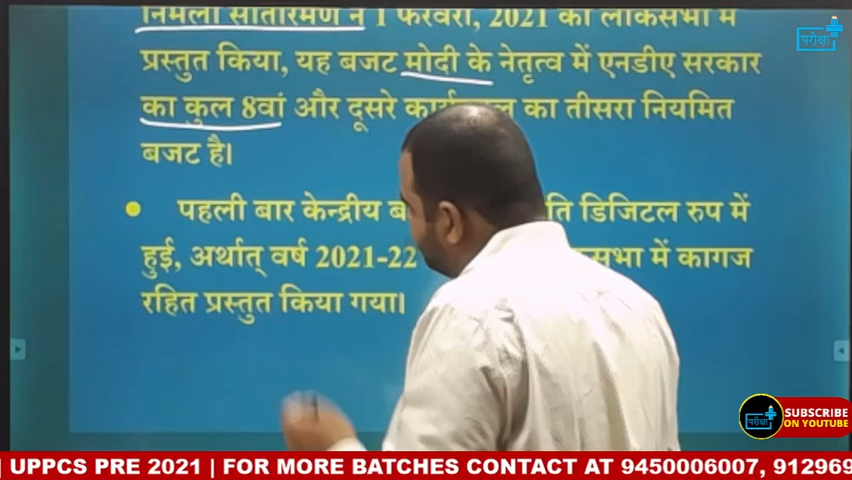 निर्मला सीतारमण ने 1 फरवरी, 2021 को लोकसभा में
प्रस्तुत किया, यह बजट मोदी के नेतृत्व में एनडीए सरकार
का कुल 8वां और दूसरे का तीसरा नियमित
बजट है।
पहली बार केन्द्रीय डिजिटल रुप में
हुई, अर्थात् वर्ष 2021-22 में कागज
रहित प्रस्तुत किया गया।
परीक्षा
परीक्षा
SUBSCRIBE
ON YOUTUBE
| UPPCS PRE 2021 | FOR MORE BATCHES CONTACT AT 9450006007, 912969